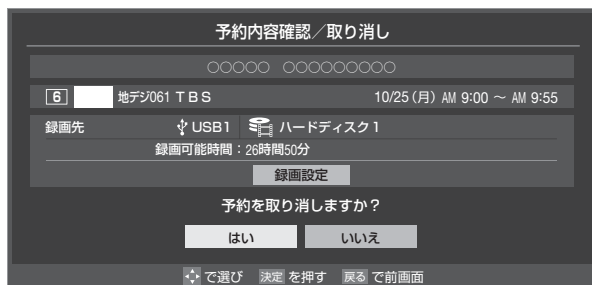 予約内容確認／取り消し
○○○○○ ○○○○○○○○○
6 地デジ061 TBS 10/25(月) AM 9:00 ～ AM 9:55
録画先 USB1 ハードディスク1
録画可能時間：26時間50分
録画設定
予約を取り消しますか？
はい いいえ
で選び 決定 を押す 戻る で前画面